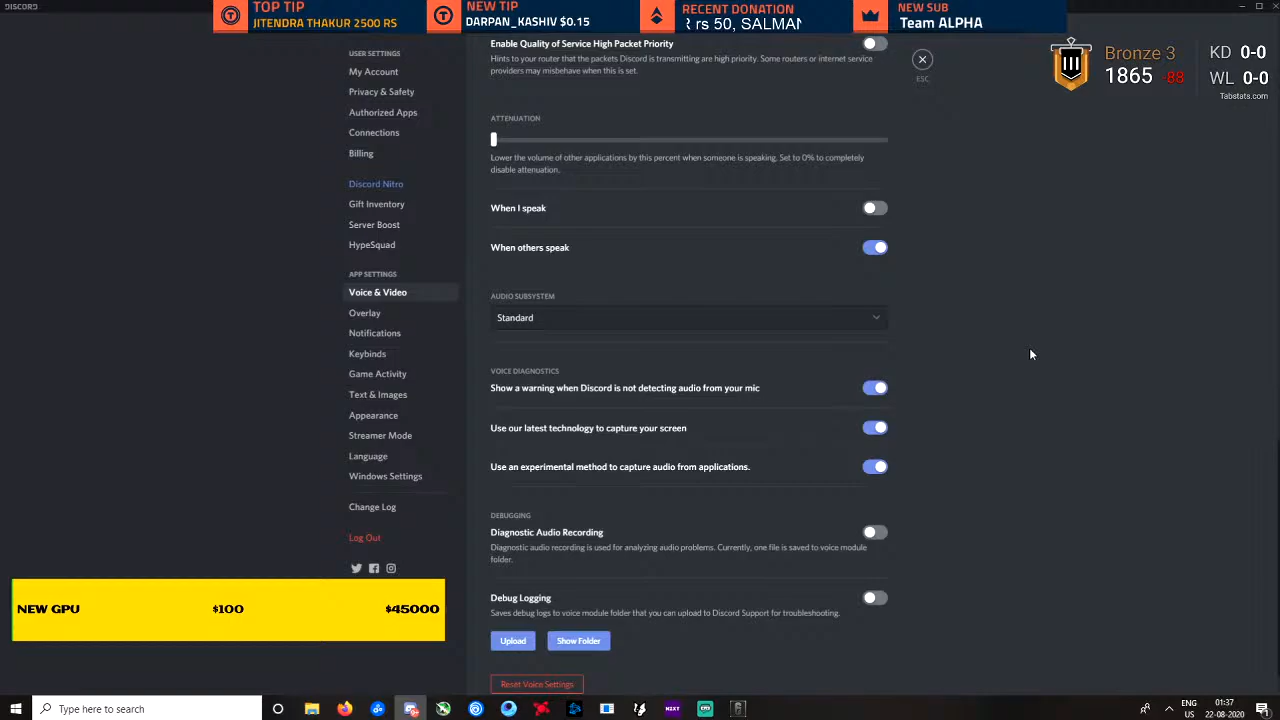 DISCORD
TOP TIP
JITENDRA THAKUR 2500 RS
NEW TIP
DARPAN_KASHIV $0.15
RECENT DONATION
R rs 50, SALMAN
NEW SUB
Team ALPHA
Bronze 3
1865 -88
KD 0-0
WL 0-0
Tabstats.com
USER SETTINGS
My Account
Privacy & Safety
Authorized Apps
Connections
Billing
Discord Nitro
Gift Inventory
Server Boost
HypeSquad
APP SETTINGS
Voice & Video
Overlay
Notifications
Keybinds
Game Activity
Text & Images
Appearance
Streamer Mode
Language
Windows Settings
Change Log
Log Out
Enable Quality of Service High Packet Priority
Hints to your router that the packets Discord is transmitting are high priority. Some routers or internet service
providers may misbehave when this is set.
ESC
ATTENUATION
Lower the volume of other applications by this percent when someone is speaking. Set to 0% to completely
disable attenuation.
When I speak
When others speak
AUDIO SUBSYSTEM
Standard
VOICE DIAGNOSTICS
Show a warning when Discord is not detecting audio from your mic
Use our latest technology to capture your screen
Use an experimental method to capture audio from applications.
DEBUGGING
Diagnostic Audio Recording
Diagnostic audio recording is used for analyzing audio problems. Currently, one file is saved to voice module
folder.
Debug Logging
Saves debug logs to voice module folder that you can upload to Discord Support for troubleshooting.
Upload
Show Folder
Reset Voice Settings
NEW GPU $100 $45000
Type here to search
NEXT
ENG
US
01:37
22-08-2020